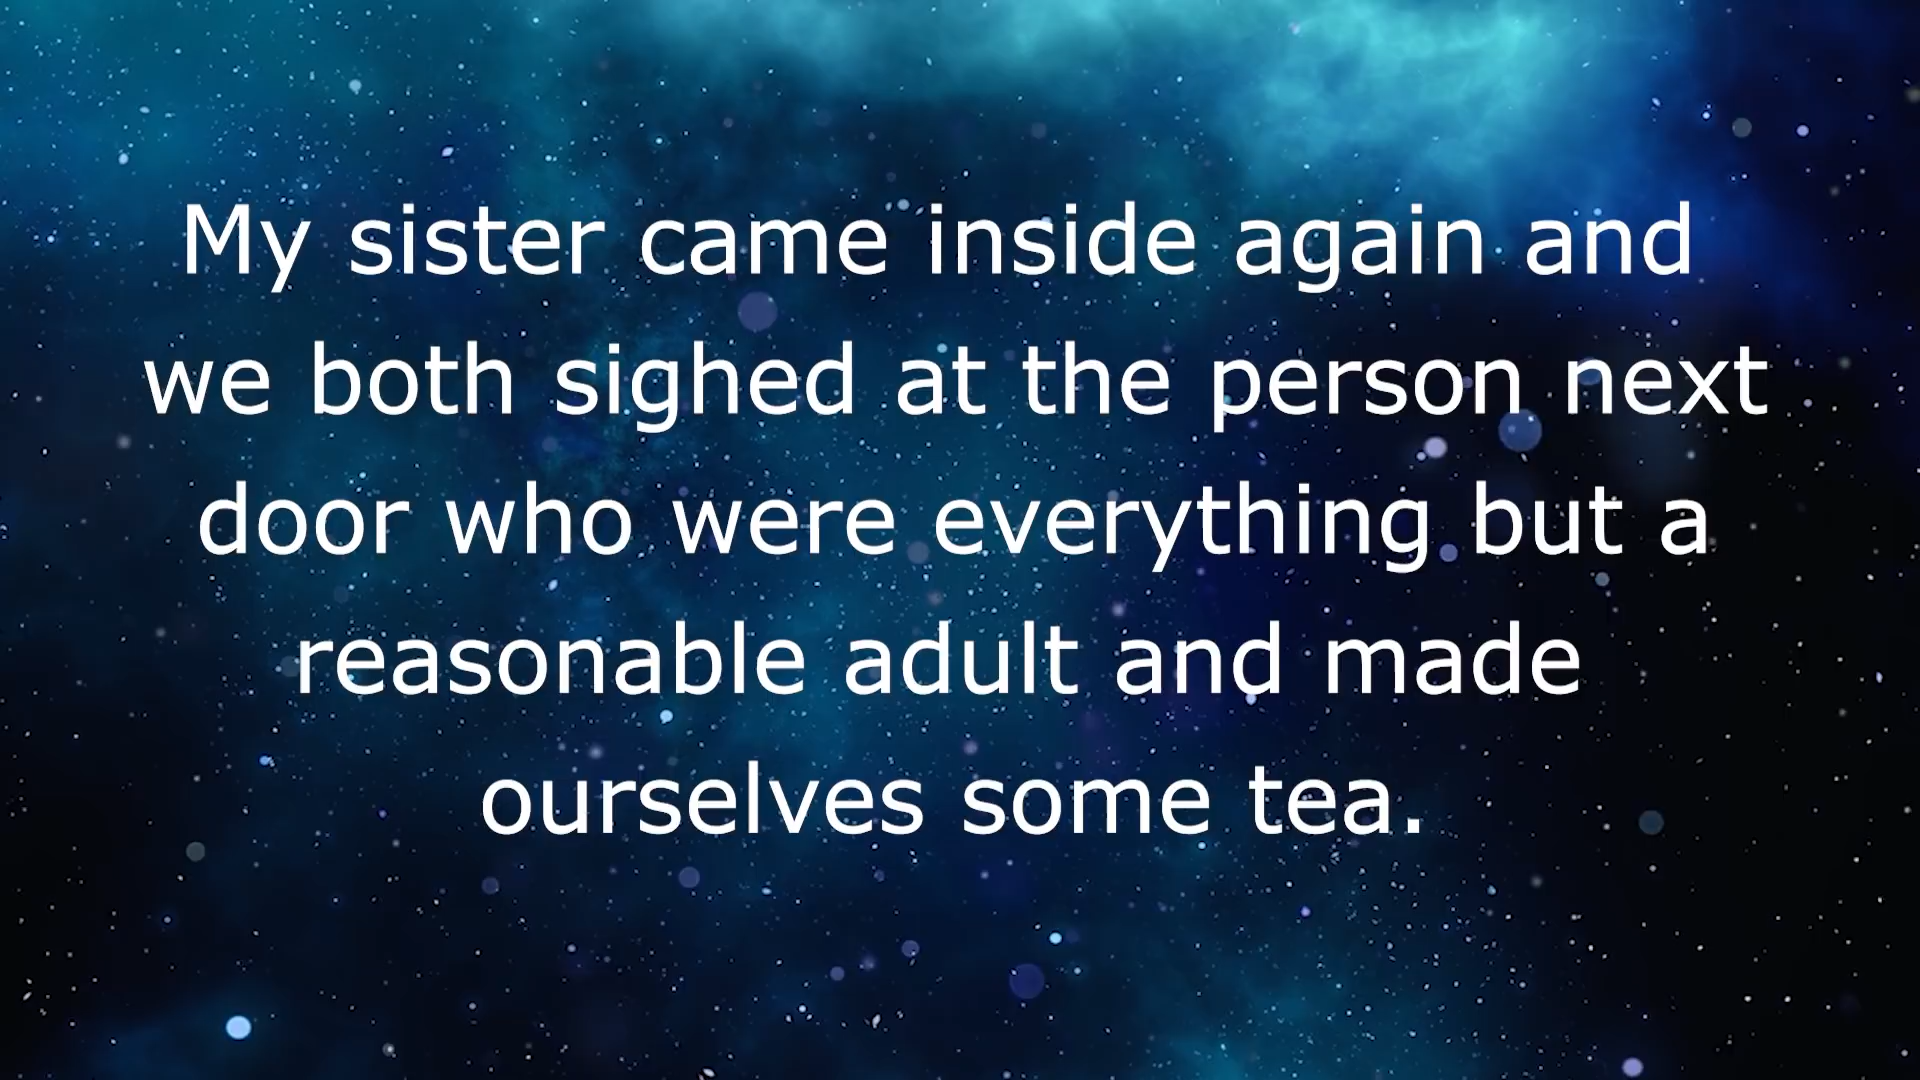 My sister came inside again and
we both sighed at the person next
door who were everything but a
reasonable adult and made
ourselves some tea.